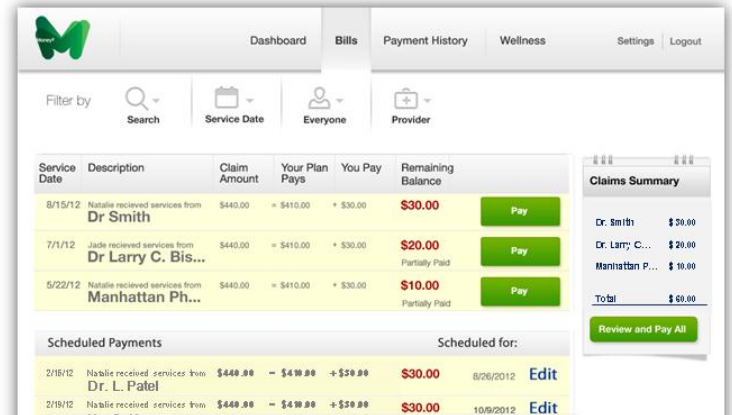 Money?
Dashboard Bills Payment History Wellness Settings Logout
Filter by
Search Service Date Everyone Provider
Service Date Description Claim Amount Your Plan Pays You Pay Remaining Balance
8/15/12 Natalie recieved services from $440.00 = $410.00 + $30.00 $30.00 Pay
Dr Smith
7/1/12 Jade recieved services from $440.00 = $410.00 + $30.00 $20.00 Pay
Dr Larry C. Bis... Partially Paid
5/22/12 Natalie recieved services from $440.00 = $410.00 + $30.00 $10.00 Pay
Manhattan Ph... Partially Paid
Claims Summary
Dr. Smith $30.00
Dr. Larry C... $20.00
Manhattan P... $10.00
Total $60.00
Review and Pay All
Scheduled Payments Scheduled for:
2/16/12 Natalie received services from $440.00 = $410.00 +$30.00 $30.00 8/26/2012 Edit
Dr. L. Patel
2/19/12 Natalie received services from $440.00 = $410.00 +$30.00 $30.00 10/9/2012 Edit